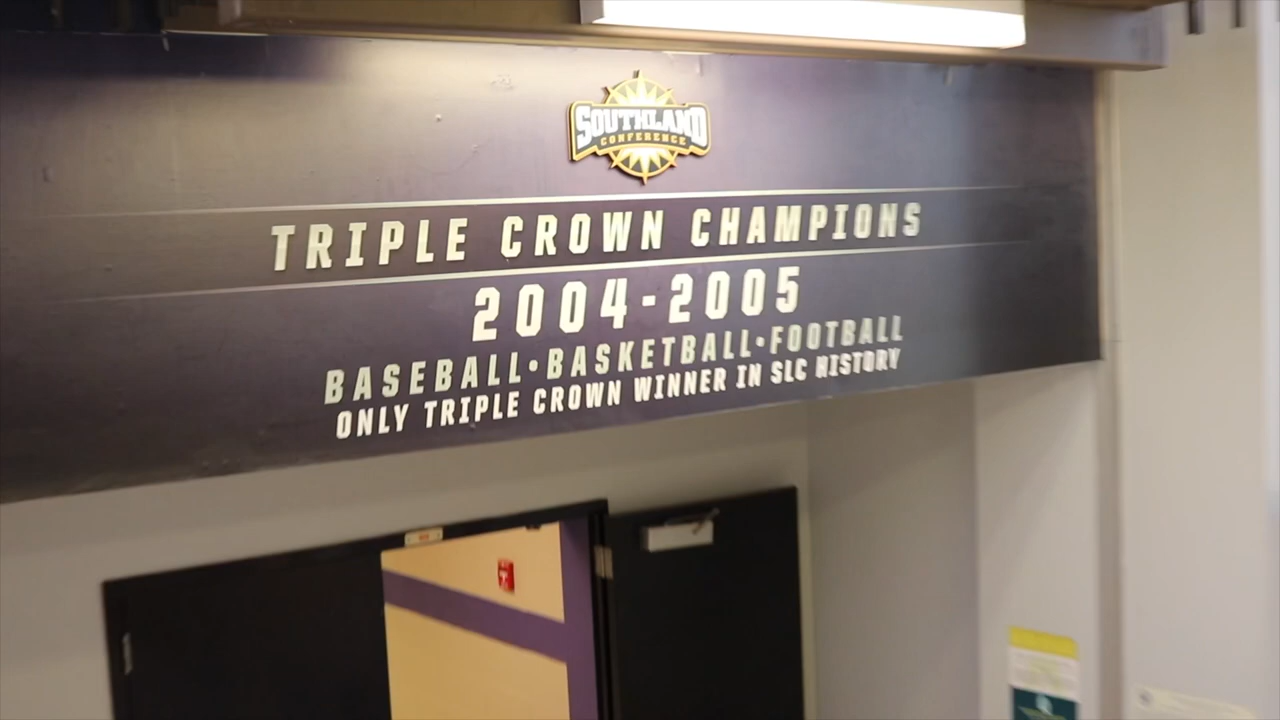 SOUTHLAND
CONFERENCE
TRIPLE CROWN CHAMPIONS
2004-2005
BASEBALL•BASKETBALL•FOOTBALL
ONLY TRIPLE CROWN WINNER IN SLC HISTORY